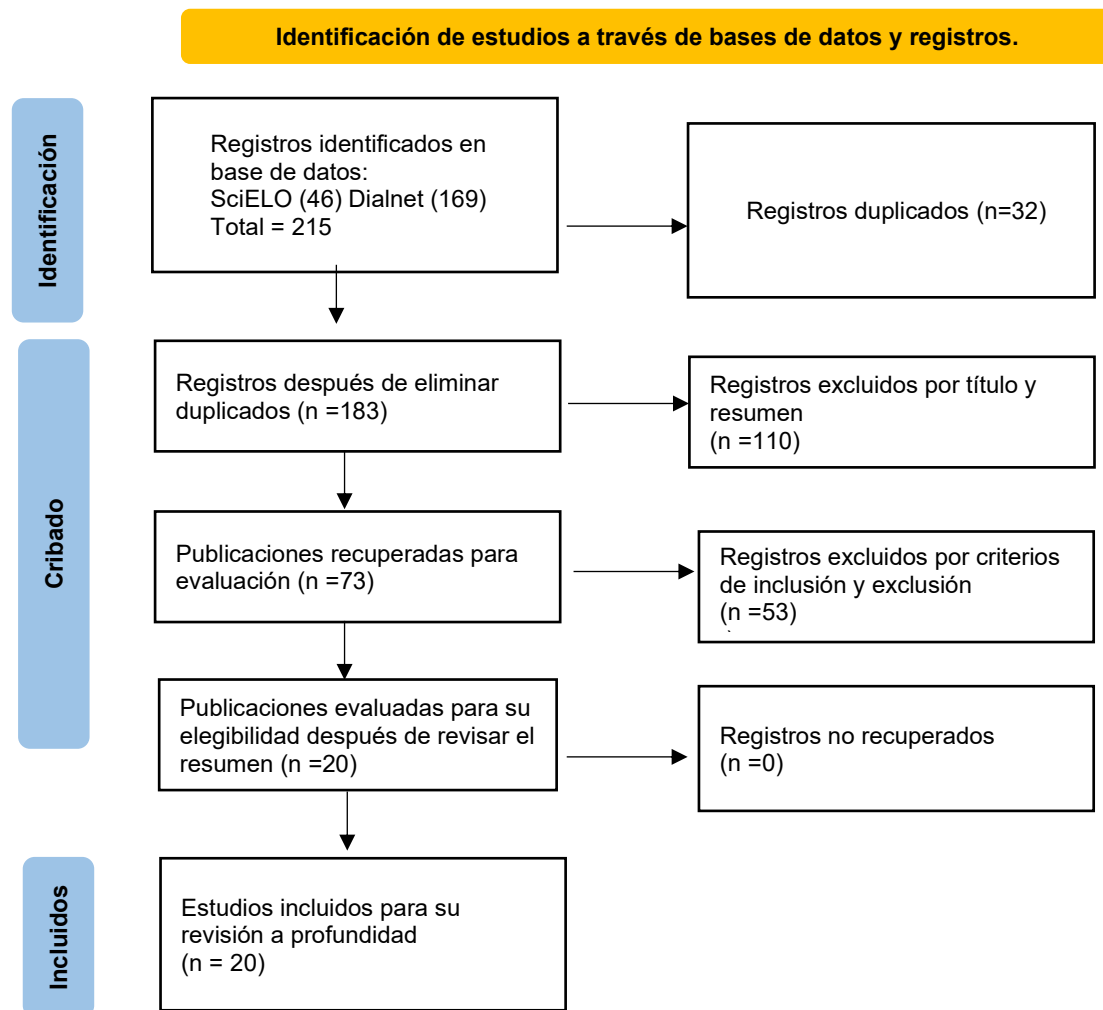 Identificación de estudios a través de bases de datos y registros.
Identificación
Registros identificados en
base de datos:
SciELO (46) Dialnet (169)
Total = 215
Registros duplicados (n=32)
Cribado
Registros después de eliminar
duplicados (n =183)
Registros excluidos por título y
resumen
(n =110)
Publicaciones recuperadas para
evaluación (n =73)
Registros excluidos por criterios
de inclusión y exclusión
(n =53)
Publicaciones evaluadas para su
elegibilidad después de revisar el
resumen (n =20)
Registros no recuperados
(n =0)
Incluidos
Estudios incluidos para su
revisión a profundidad
(n = 20)